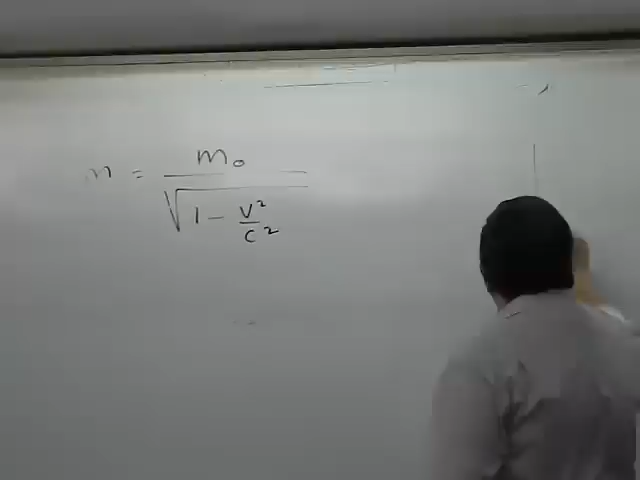 m = m₀ / √(1 - v²/c²)